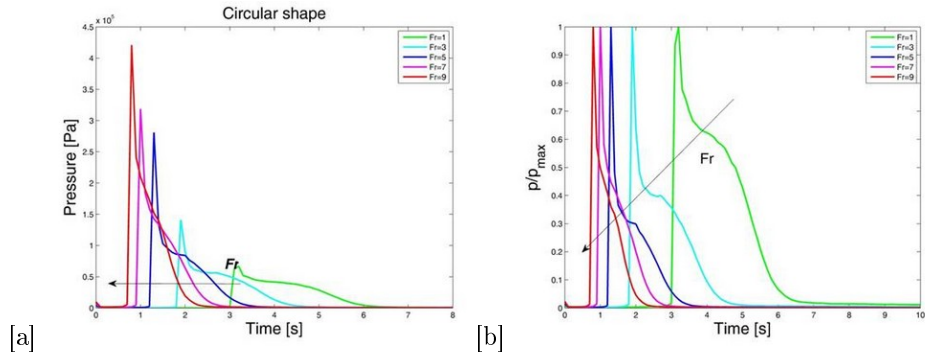 Circular shape
x 10⁵
Pressure [Pa]
4.5
4
3.5
3
2.5
2
1.5
1
0.5
0
0 1 2 3 4 5 6 7 8
Time [s]
Fr=1
Fr=3
Fr=5
Fr=7
Fr=9
Fr
[a]
p/pmax
1
0.9
0.8
0.7
0.6
0.5
0.4
0.3
0.2
0.1
0
0 1 2 3 4 5 6 7 8 9 10
Time [s]
Fr=1
Fr=3
Fr=5
Fr=7
Fr=9
Fr
[b]